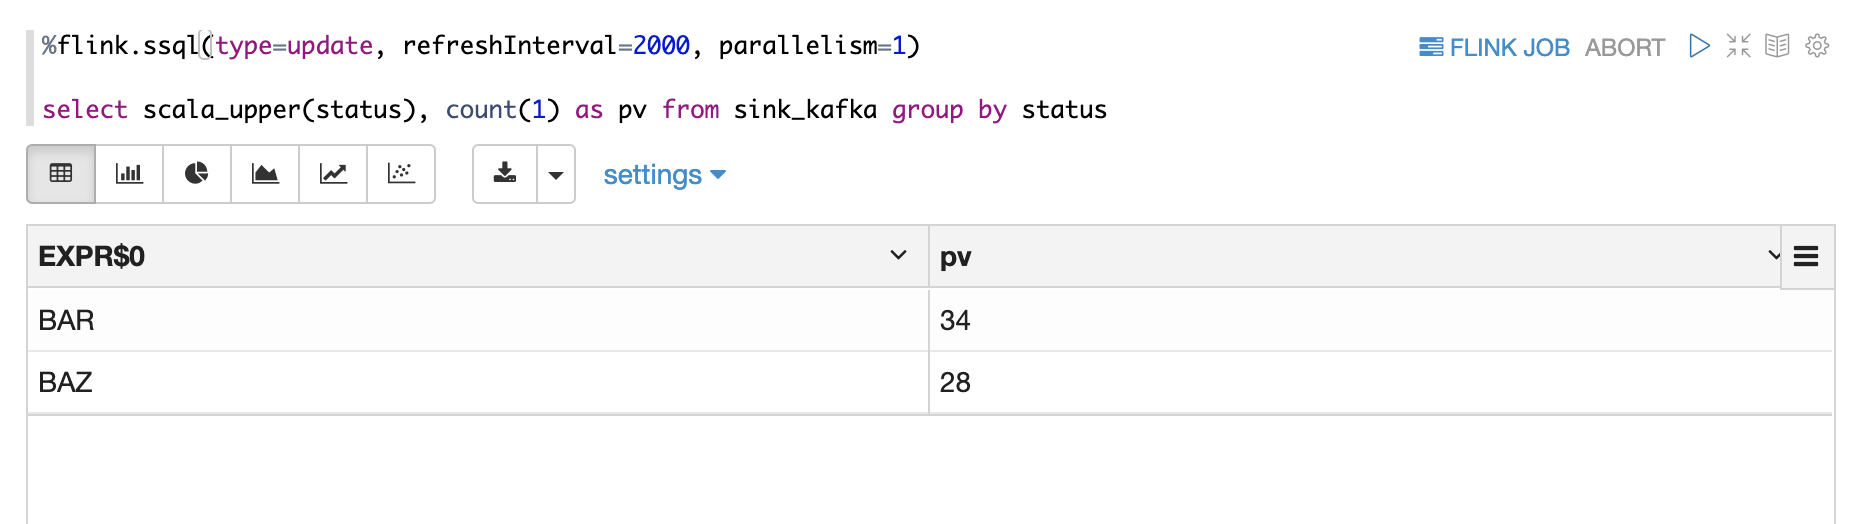 %flink.ssql(type=update, refreshInterval=2000, parallelism=1)
FLINK JOB ABORT
select scala_upper(status), count(1) as pv from sink_kafka group by status
settings
EXPR$0 pv
BAR 34
BAZ 28